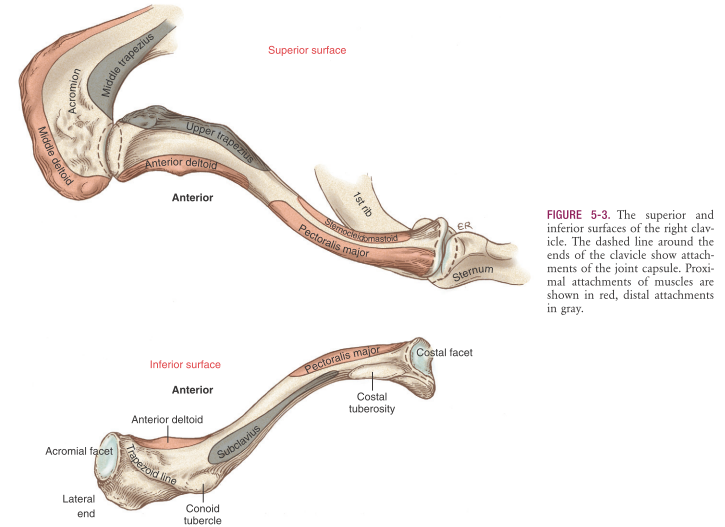 Superior surface
Middle trapezius
Acromion
Middle deltoid
Upper trapezius
Anterior deltoid
Anterior
1st rib
Sternocleidomastoid
Pectoralis major
ER
Sternum
FIGURE 5-3. The superior and
inferior surfaces of the right clav-
icle. The dashed line around the
ends of the clavicle show attach-
ments of the joint capsule. Proxi-
mal attachments of muscles are
shown in red, distal attachments
in gray.
Inferior surface
Anterior
Pectoralis major
Costal facet
Costal
tuberosity
Anterior deltoid
Subclavius
Acromial facet
Trapezoid line
Lateral
end
Conoid
tubercle